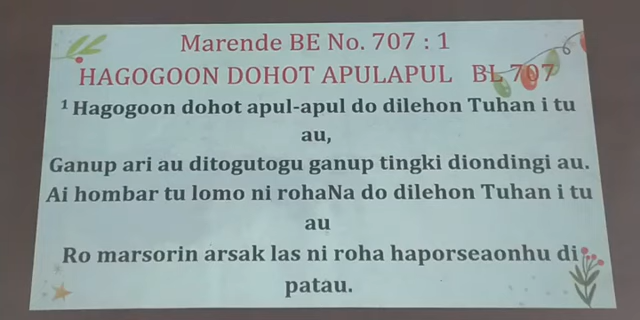 Marende BE No. 707 : 1
HAGOGOON DOHOT APULAPUL BL 707
¹ Hagogoon dohot apul-apul do dilehon Tuhan i tu
au,
Ganup ari au ditogutogu ganup tingki diondingi au.
Ai hombar tu lomo ni rohaNa do dilehon Tuhan i tu
au
Ro marsorin arsak las ni roha haporseaonhu di
patau.